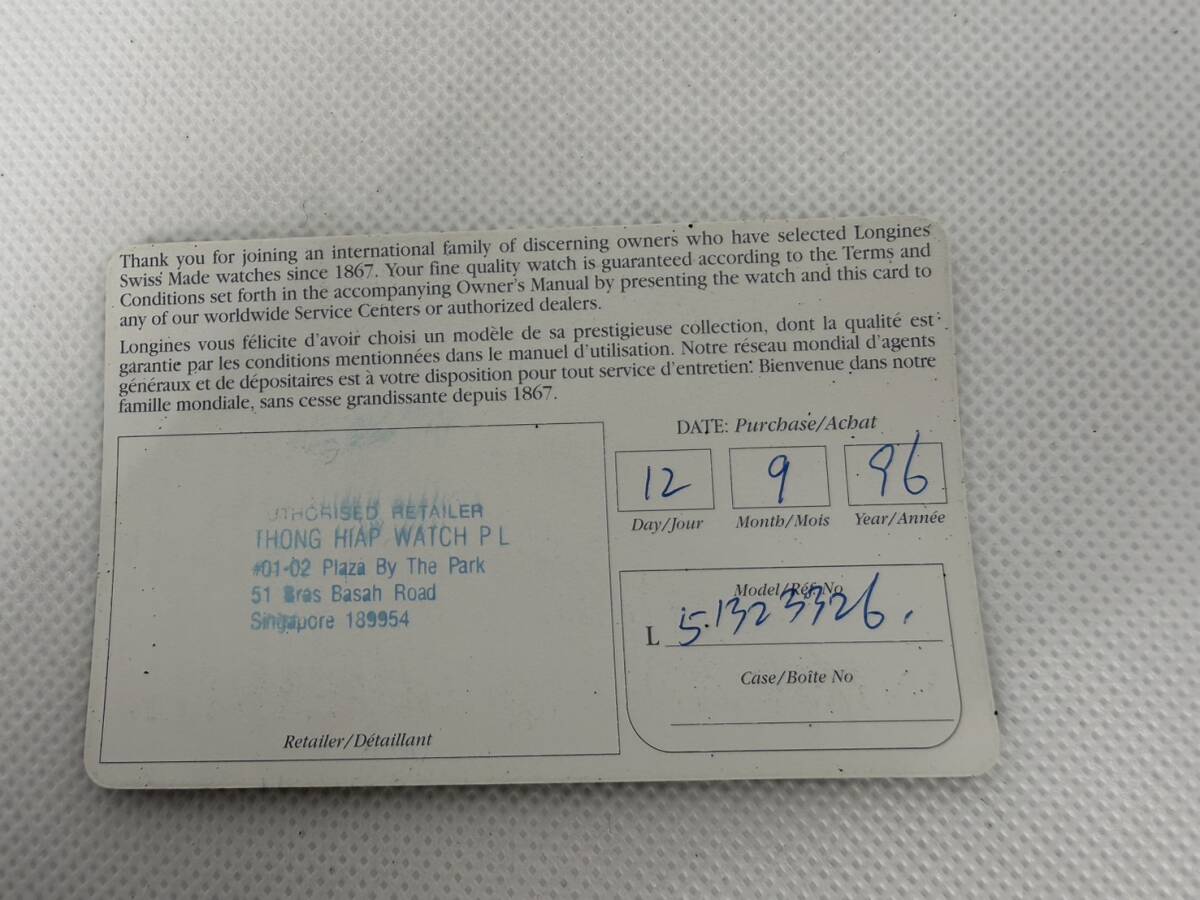 Thank you for joining an international family of discerning owners who have selected Longines
Swiss Made watches since 1867. Your fine quality watch is guaranteed according to the Terms and
Conditions set forth in the accompanying Owner's Manual by presenting the watch and this card to
any of our worldwide Service Centers or authorized dealers.
Longines vous félicite d'avoir choisi un modèle de sa prestigieuse collection, dont la qualité est
garantie par les conditions mentionnées dans le manuel d'utilisation. Notre réseau mondial d'agents
généraux et de dépositaires est à votre disposition pour tout service d'entretien. Bienvenue dans notre
famille mondiale, sans cesse grandissante depuis 1867.
DATE: Purchase/Achat
12 9 96
Day/Jour Month/Mois Year/Année
UTHORISED RETAILER
THONG HIAP WATCH P L
#01-02 Plaza By The Park
51 Bras Basah Road
Singapore 189954
Retailer/Détaillant
Model/Réf. No
L 5.132 3326.
Case/Boîte No